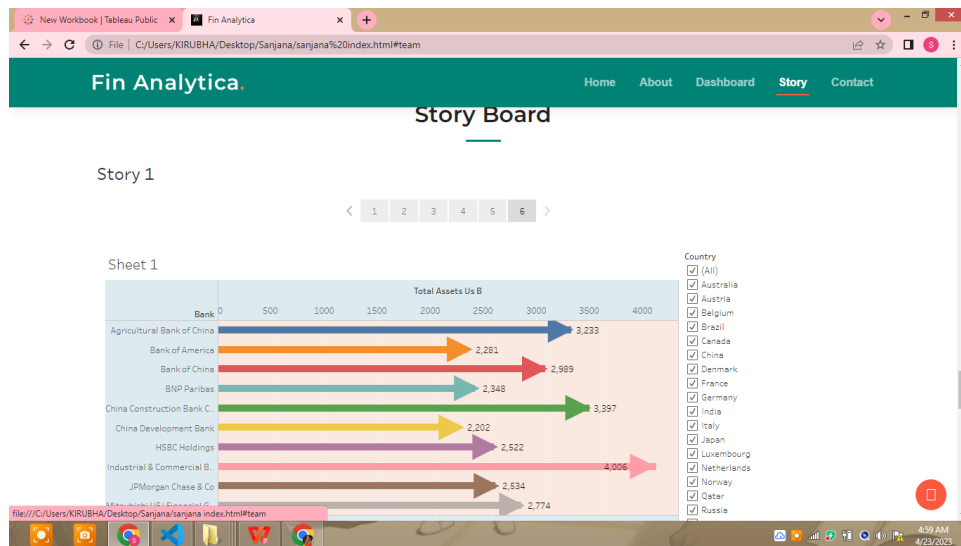 New Workbook | Tableau Public
Fin Analytica
File | C:/Users/KIRUBHA/Desktop/Sanjana/sanjana%20index.html#team
S
Fin Analytica.
Home About Dashboard Story Contact
Story Board
Story 1
1 2 3 4 5 6
Sheet 1
Total Assets Us B
Bank 0 500 1000 1500 2000 2500 3000 3500 4000
Agricultural Bank of China 3,233
Bank of America 2,281
Bank of China 2,989
BNP Paribas 2,348
China Construction Bank C.. 3,397
China Development Bank 2,202
HSBC Holdings 2,522
Industrial & Commercial B.. 4,006
JPMorgan Chase & Co 2,534
Mitsubishi UFJ Financial G.. 2,774
Country
(All)
Australia
Austria
Belgium
Brazil
Canada
China
Denmark
France
Germany
India
Italy
Japan
Luxembourg
Netherlands
Norway
Qatar
Russia
file:///C:/Users/KIRUBHA/Desktop/Sanjana/sanjana index.html#team
4:59 AM
4/23/2023